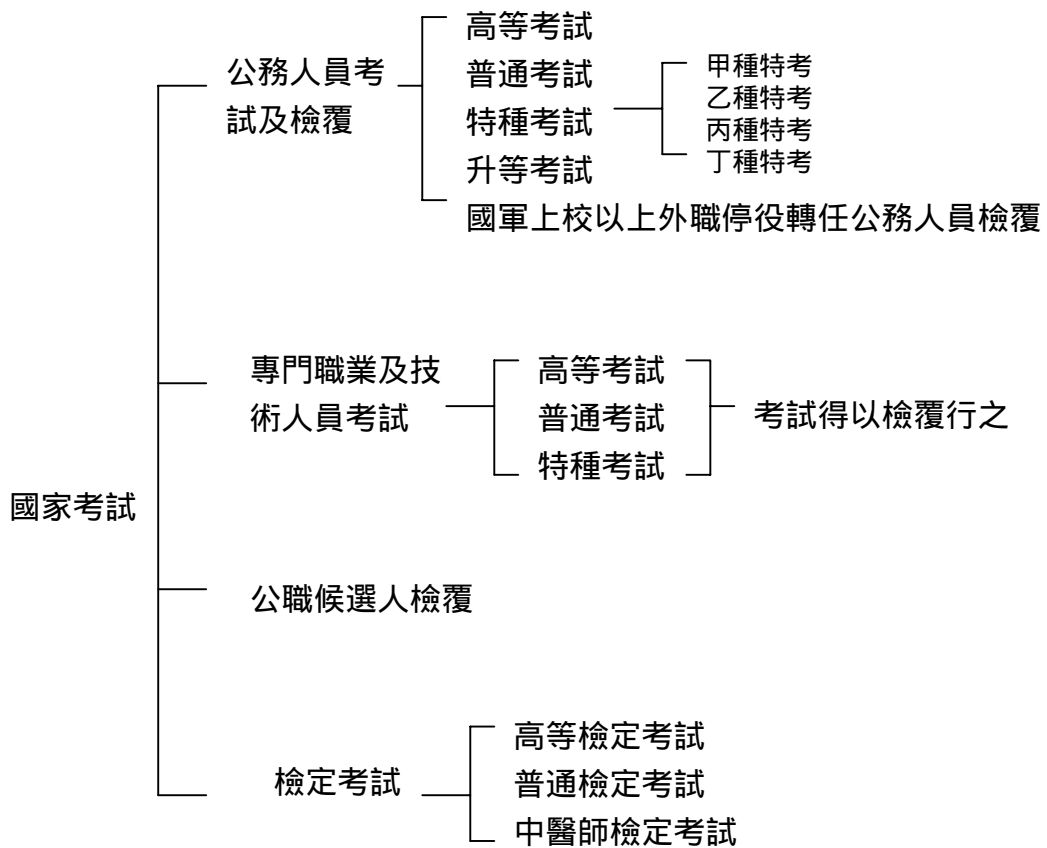 國家考試
公務人員考
試及檢覆
高等考試
普通考試
特種考試
甲種特考
乙種特考
丙種特考
丁種特考
升等考試
國軍上校以上外職停役轉任公務人員檢覆
專門職業及技
術人員考試
高等考試
普通考試
特種考試
考試得以檢覆行之
公職候選人檢覆
檢定考試
高等檢定考試
普通檢定考試
中醫師檢定考試